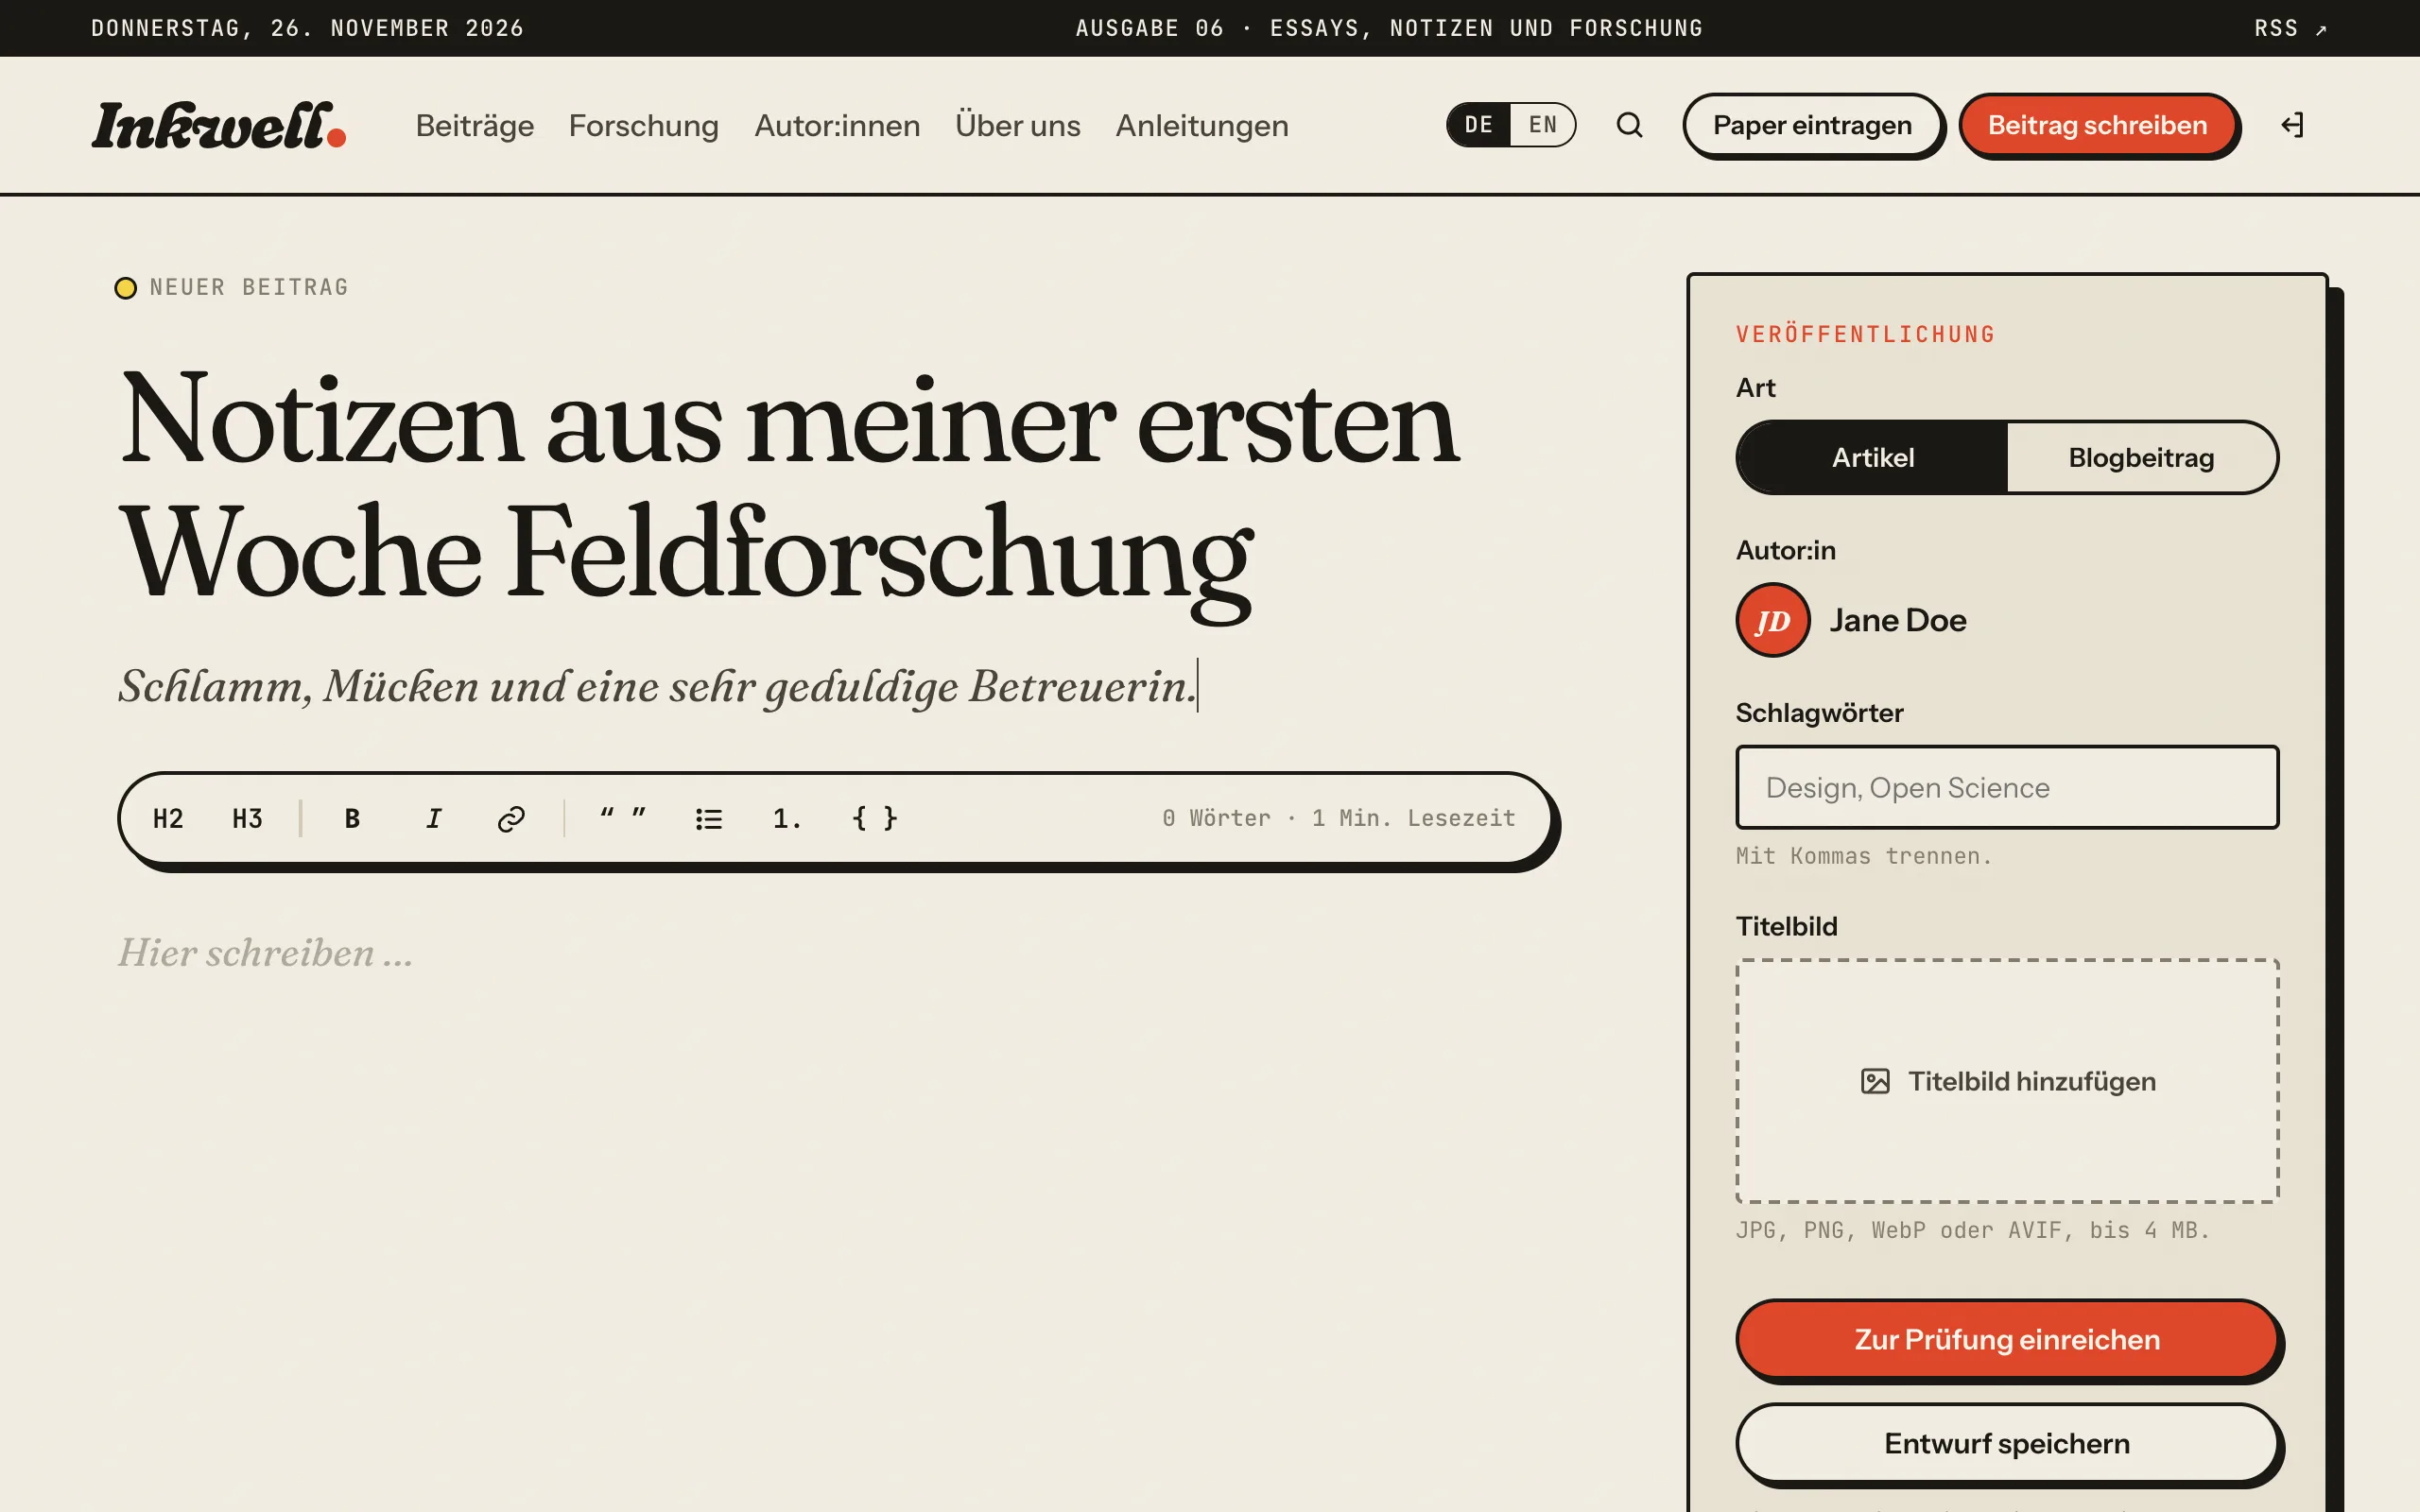 DONNERSTAG, 26. NOVEMBER 2026
AUSGABE 06 · ESSAYS, NOTIZEN UND FORSCHUNG
RSS ↗
Inkwell.
Beiträge
Forschung
Autor:innen
Über uns
Anleitungen
DE
EN
Paper eintragen
Beitrag schreiben
NEUER BEITRAG
Notizen aus meiner ersten
Woche Feldforschung
Schlamm, Mücken und eine sehr geduldige Betreuerin.
H2
H3
B
I
“ ”
1.
{ }
0 Wörter · 1 Min. Lesezeit
Hier schreiben ...
VERÖFFENTLICHUNG
Art
Artikel
Blogbeitrag
Autor:in
JD
Jane Doe
Schlagwörter
Design, Open Science
Mit Kommas trennen.
Titelbild
Titelbild hinzufügen
JPG, PNG, WebP oder AVIF, bis 4 MB.
Zur Prüfung einreichen
Entwurf speichern